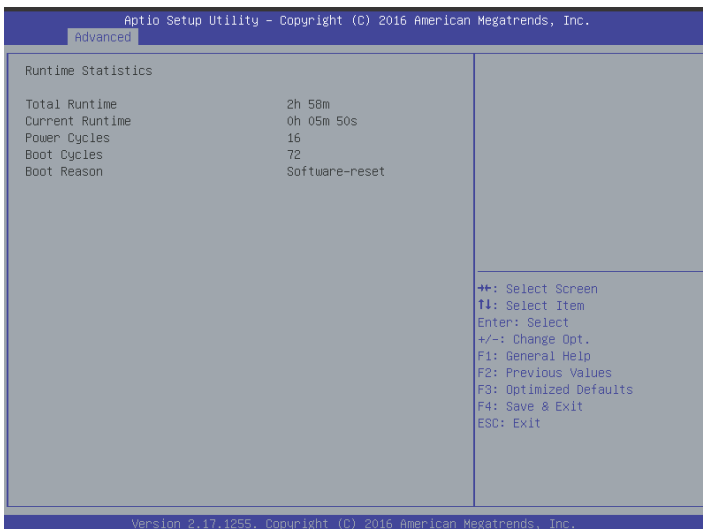 Aptio Setup Utility – Copyright (C) 2016 American Megatrends, Inc.
Advanced
Runtime Statistics
Total Runtime 2h 58m
Current Runtime 0h 05m 50s
Power Cycles 16
Boot Cycles 72
Boot Reason Software-reset
→←: Select Screen
↑↓: Select Item
Enter: Select
+/-: Change Opt.
F1: General Help
F2: Previous Values
F3: Optimized Defaults
F4: Save & Exit
ESC: Exit
Version 2.17.1255. Copyright (C) 2016 American Megatrends, Inc.